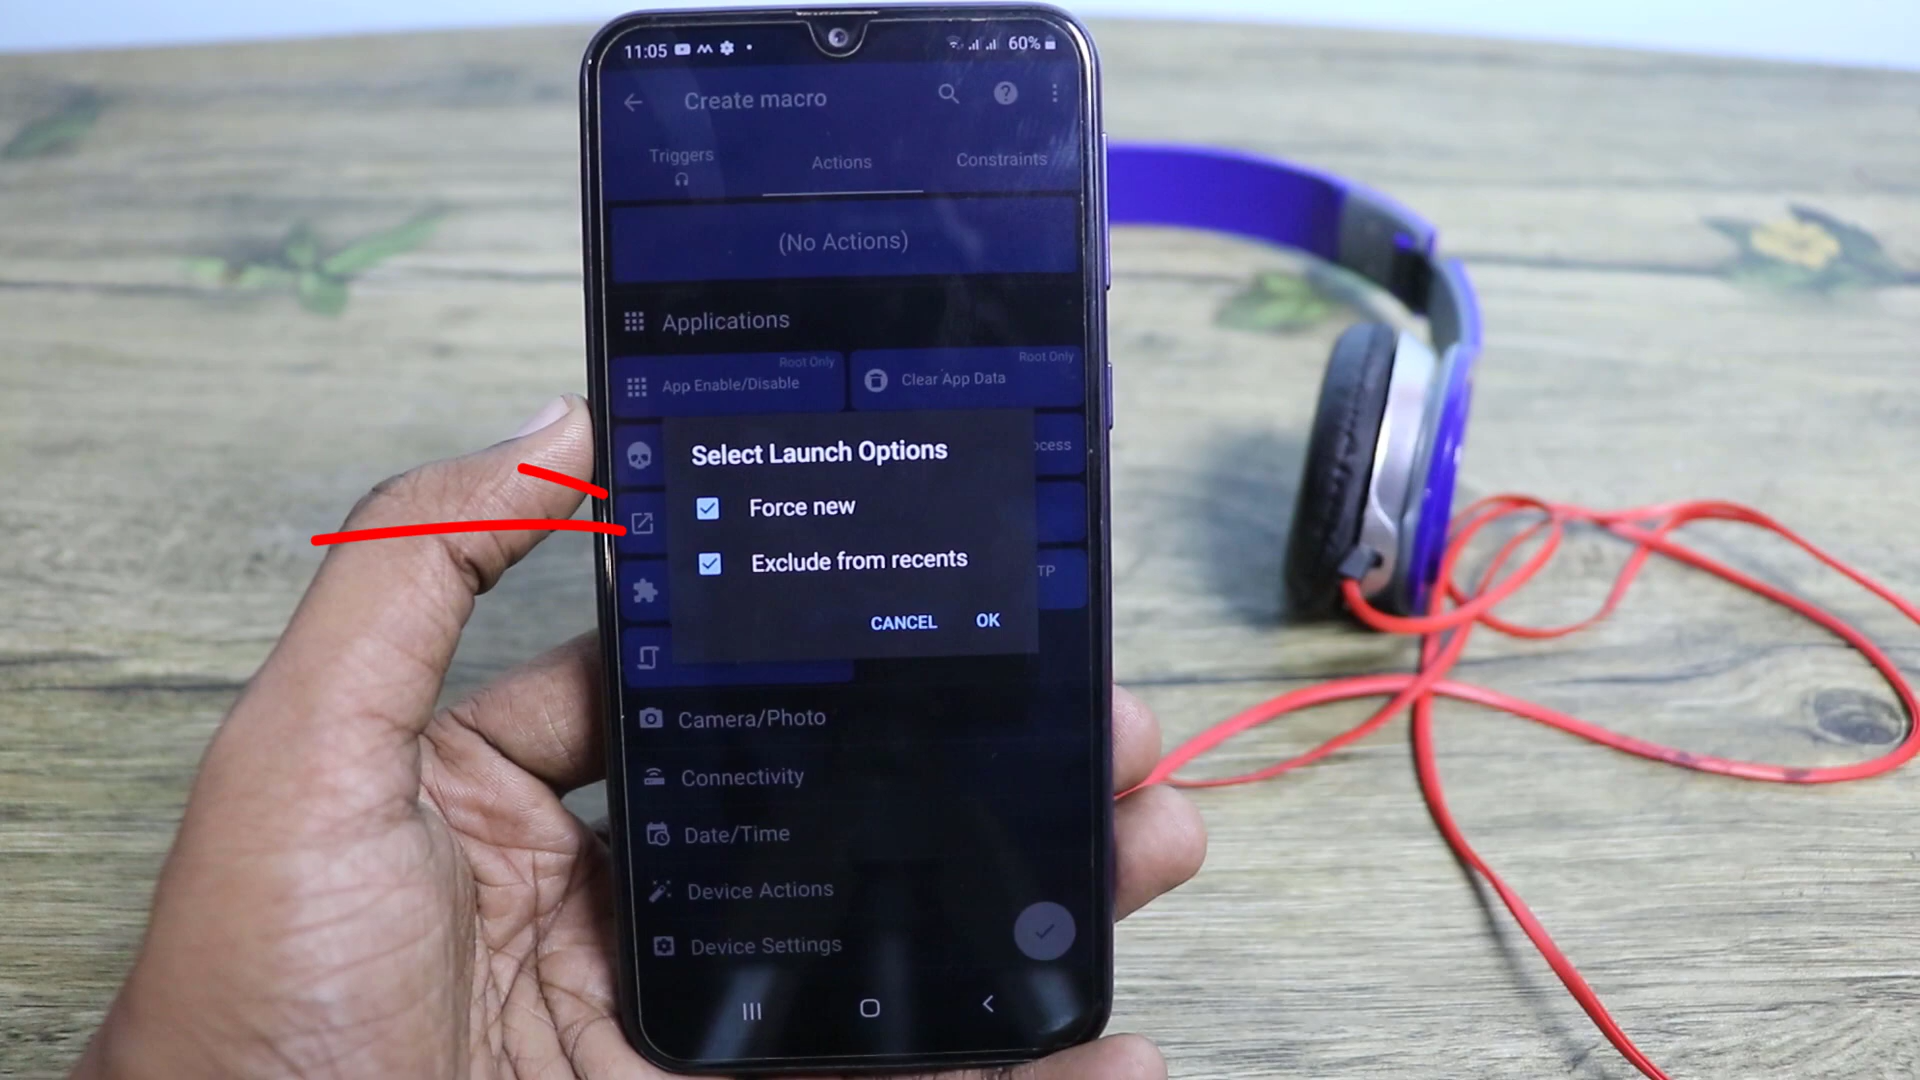 11:05
60%
Create macro
Triggers
Actions
Constraints
(No Actions)
Applications
Root Only
App Enable/Disable
Root Only
Clear App Data
ocess
Select Launch Options
Force new
Exclude from recents
TP
CANCEL
OK
Camera/Photo
Connectivity
Date/Time
Device Actions
Device Settings